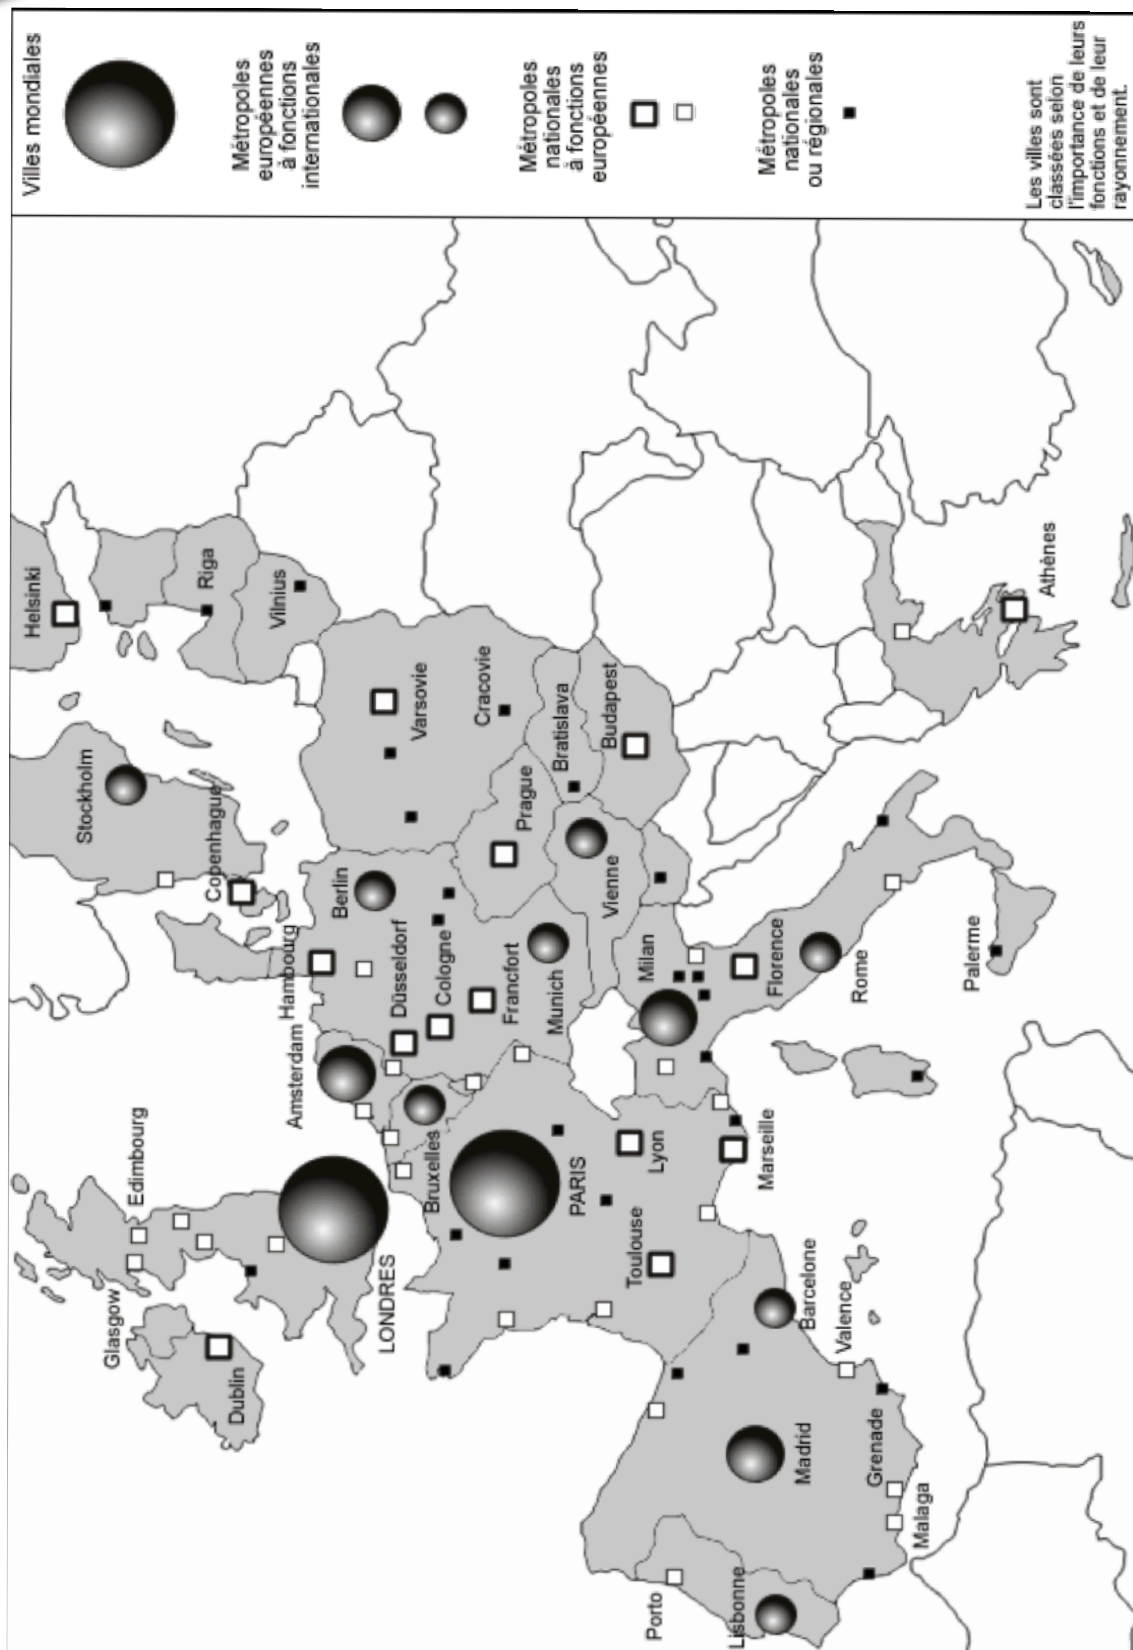 Villes mondiales
Métropoles
européennes
à fonctions
internationales
Métropoles
nationales
à fonctions
européennes
Métropoles
nationales
ou régionales
Les villes sont
classées selon
l'importance de leurs
fonctions et de leur
rayonnement.
Helsinki
Stockholm
Riga
Vilnius
Copenhague
Edimbourg
Glasgow
Dublin
Hambourg
Amsterdam
Berlin
Varsovie
LONDRES
Düsseldorf
Cologne
Bruxelles
Cracovie
Prague
Francfort
Bratislava
Munich
PARIS
Budapest
Vienne
Milan
Lyon
Toulouse
Florence
Marseille
Barcelone
Rome
Athènes
Porto
Lisbonne
Madrid
Valence
Grenade
Malaga
Palerme